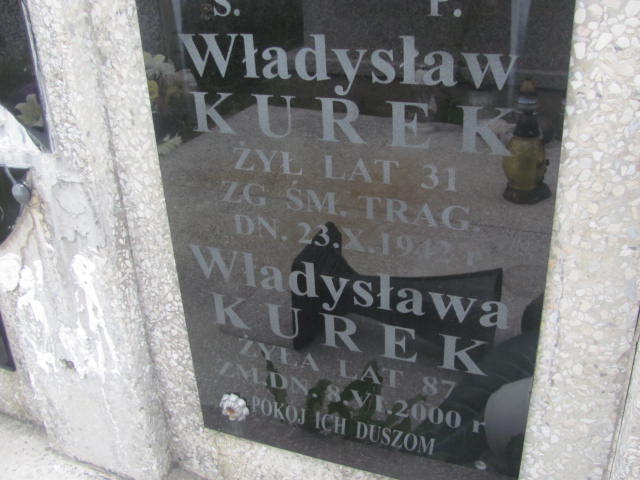 Ś. P.
Władysław
KUREK
ŻYŁ LAT 31
ZG ŚM. TRAG.
DN. 23.X.1942 r
Władysława
KUREK
ŻYŁA LAT 87
ZM.DN. 8.VI.2000 r
POKÓJ ICH DUSZOM